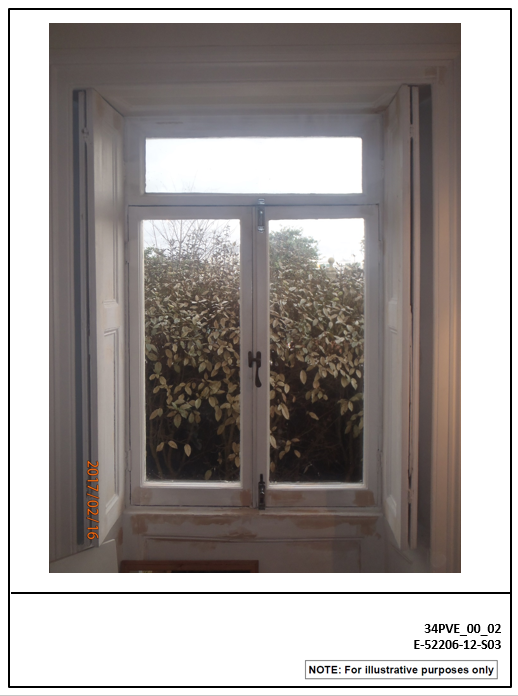 2017/02/16
34PVE_00_02
E-52206-12-S03
NOTE: For illustrative purposes only